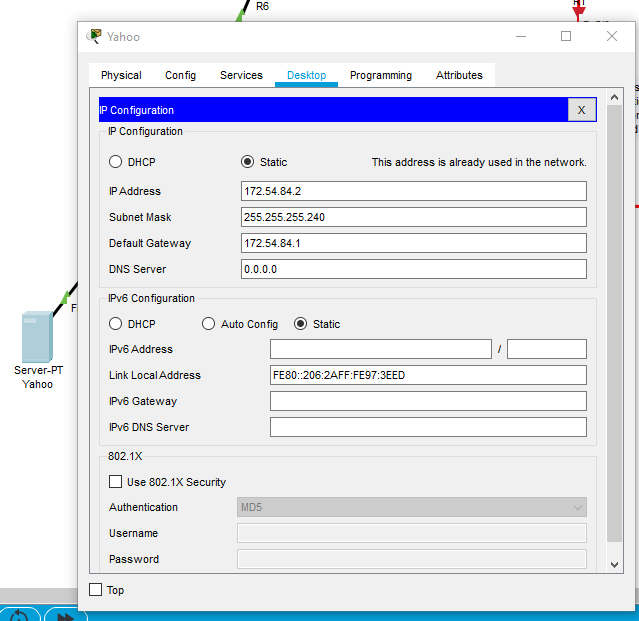 R6
Yahoo
Physical Config Services Desktop Programming Attributes
IP Configuration X
IP Configuration
DHCP Static This address is already used in the network.
IP Address 172.54.84.2
Subnet Mask 255.255.255.240
Default Gateway 172.54.84.1
DNS Server 0.0.0.0
IPv6 Configuration
DHCP Auto Config Static
IPv6 Address /
Link Local Address FE80::206:2AFF:FE97:3EED
IPv6 Gateway
IPv6 DNS Server
802.1X
Use 802.1X Security
Authentication MD5
Username
Password
Top
Server-PT
Yahoo